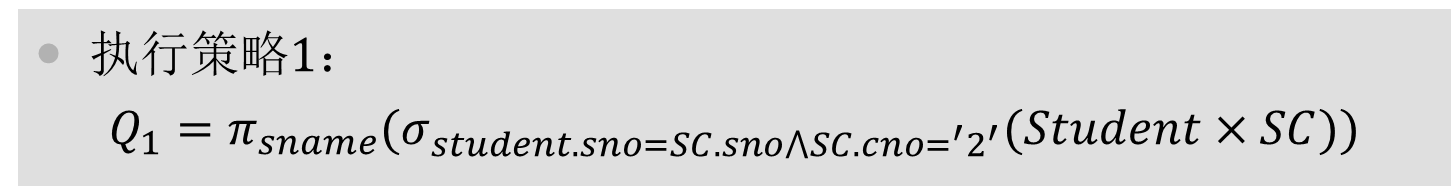 • 执行策略1：
Q₁ = π_sname(σ_student.sno=SC.sno∧SC.cno='2'(Student × SC))